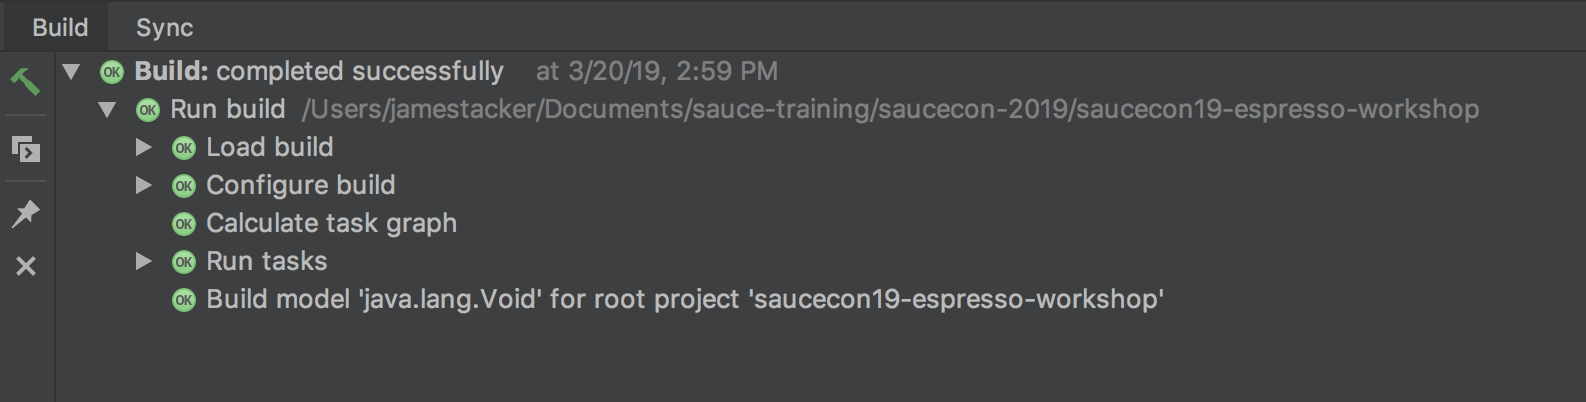 Build Sync
OK Build: completed successfully at 3/20/19, 2:59 PM
OK Run build /Users/jamestacker/Documents/sauce-training/saucecon-2019/saucecon19-espresso-workshop
OK Load build
OK Configure build
OK Calculate task graph
OK Run tasks
OK Build model 'java.lang.Void' for root project 'saucecon19-espresso-workshop'